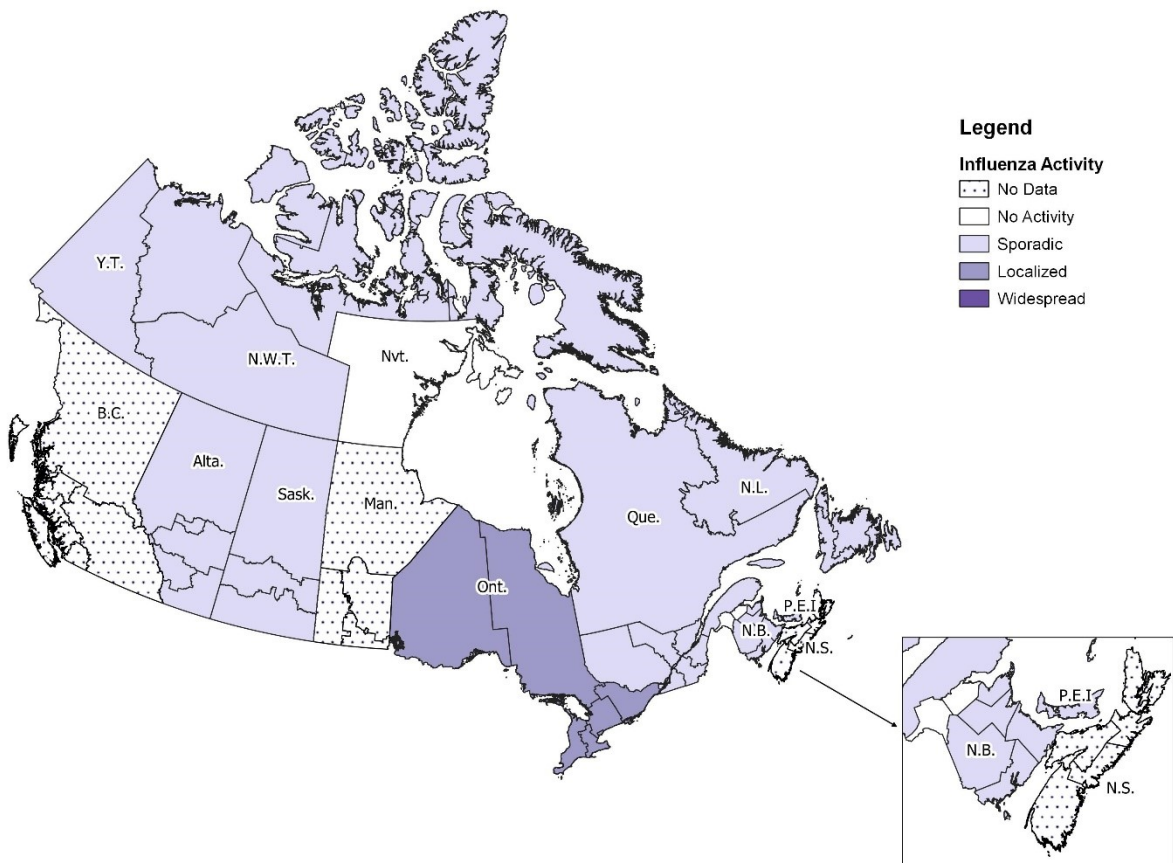 Legend
Influenza Activity
No Data
No Activity
Sporadic
Localized
Widespread
Y.T.
N.W.T.
Nvt.
B.C.
Alta.
Sask.
Man.
Ont.
Que.
N.L.
P.E.I
N.B.
N.S.
P.E.I
N.B.
N.S.